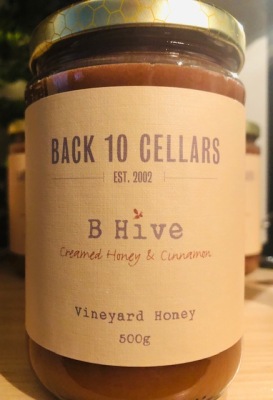 BACK 10 CELLARS
EST. 2002
B Hive
Creamed Honey & Cinnamon
Vineyard Honey
500g